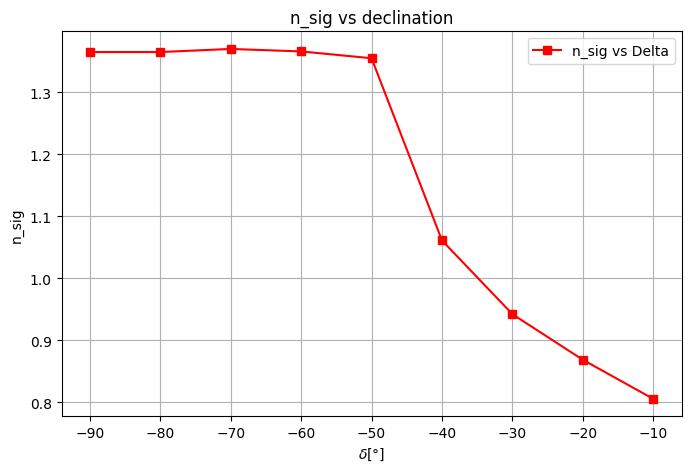 n_sig vs declination
n_sig vs Delta
1.3
1.2
1.1
1.0
0.9
0.8
n_sig
−90 −80 −70 −60 −50 −40 −30 −20 −10
δ[°]